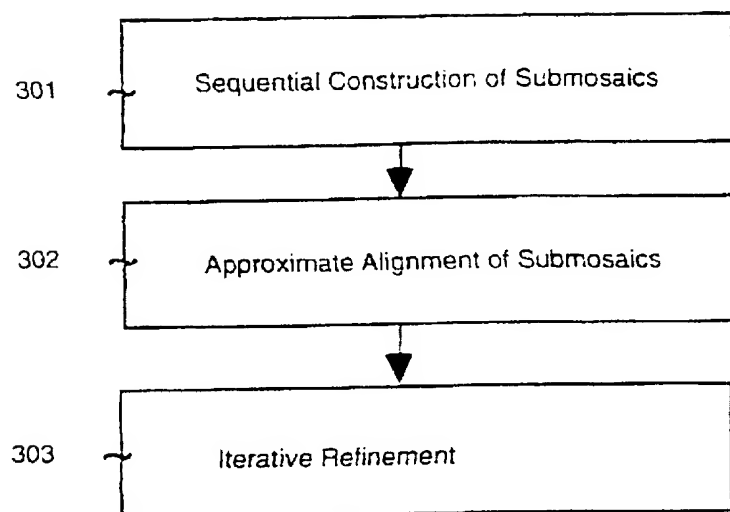 301 Sequential Construction of Submosaics
302 Approximate Alignment of Submosaics
303 Iterative Refinement